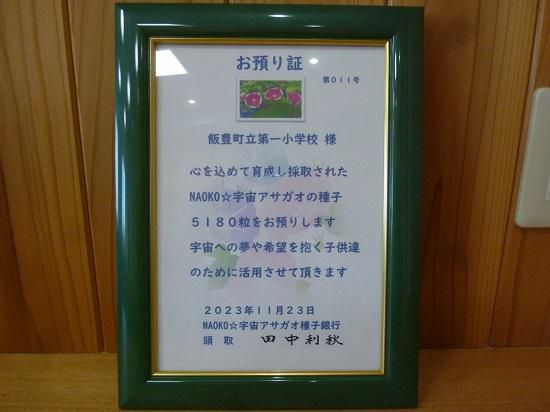 お預り証
第011号
飯豊町立第一小学校 様
心を込めて育成し採取された
NAOKO☆宇宙アサガオの種子
5180粒をお預りします
宇宙への夢や希望を抱く子供達
のために活用させて頂きます
2023年11月23日
NAOKO☆宇宙アサガオ種子銀行
頭 取 田中利秋